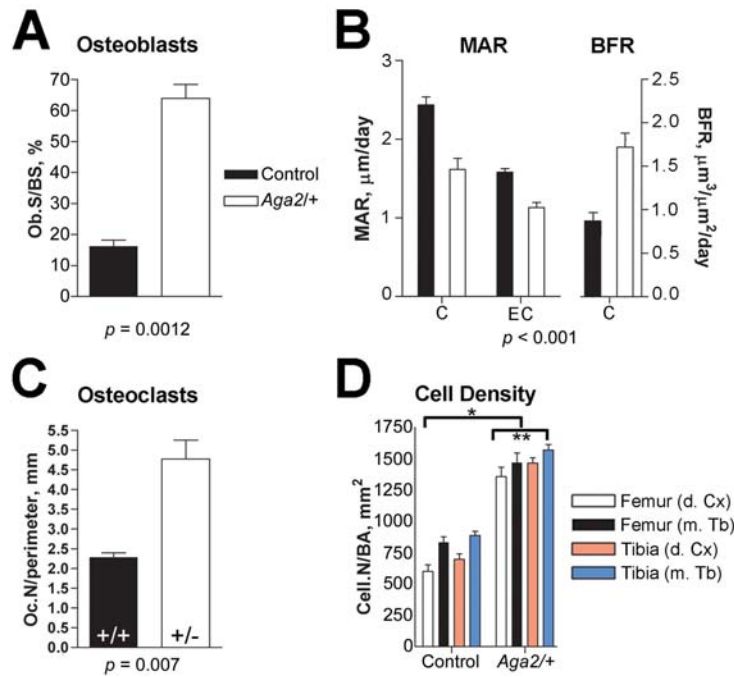 A
Osteoblasts
Ob.S/BS, %
70
60
50
40
30
20
10
0
Control
Aga2/+
p = 0.0012
B
MAR
BFR
MAR, μm/day
3
2
1
0
BFR, μm³/μm²/day
2.5
2.0
1.5
1.0
0.5
0.0
C
EC
C
p < 0.001
C
Osteoclasts
Oc.N/perimeter, mm
5.5
5.0
4.5
4.0
3.5
3.0
2.5
2.0
1.5
1.0
0.5
0.0
+/+
+/-
p = 0.007
D
Cell Density
Cell.N/BA, mm²
1750
1500
1250
1000
750
500
250
0
*
**
Control
Aga2/+
Femur (d. Cx)
Femur (m. Tb)
Tibia (d. Cx)
Tibia (m. Tb)